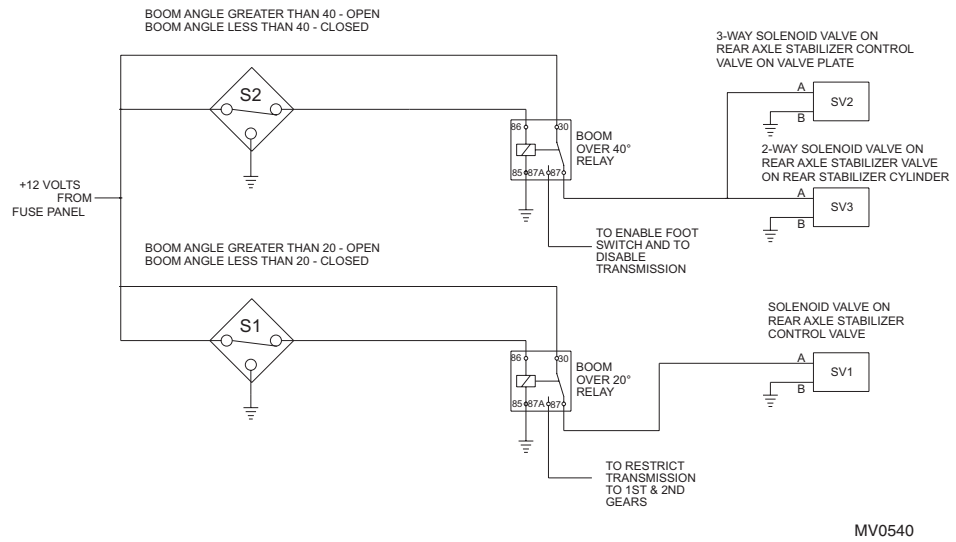 BOOM ANGLE GREATER THAN 40 - OPEN
BOOM ANGLE LESS THAN 40 - CLOSED
3-WAY SOLENOID VALVE ON
REAR AXLE STABILIZER CONTROL
VALVE ON VALVE PLATE
S2
A
SV2
B
86
30
BOOM
OVER 40°
RELAY
85
87A
87
2-WAY SOLENOID VALVE ON
REAR AXLE STABILIZER VALVE
ON REAR STABILIZER CYLINDER
A
SV3
B
+12 VOLTS
FROM
FUSE PANEL
TO ENABLE FOOT
SWITCH AND TO
DISABLE
TRANSMISSION
BOOM ANGLE GREATER THAN 20 - OPEN
BOOM ANGLE LESS THAN 20 - CLOSED
S1
SOLENOID VALVE ON
REAR AXLE STABILIZER
CONTROL VALVE
86
30
BOOM
OVER 20°
RELAY
85
87A
87
A
SV1
B
TO RESTRICT
TRANSMISSION
TO 1ST & 2ND
GEARS
MV0540